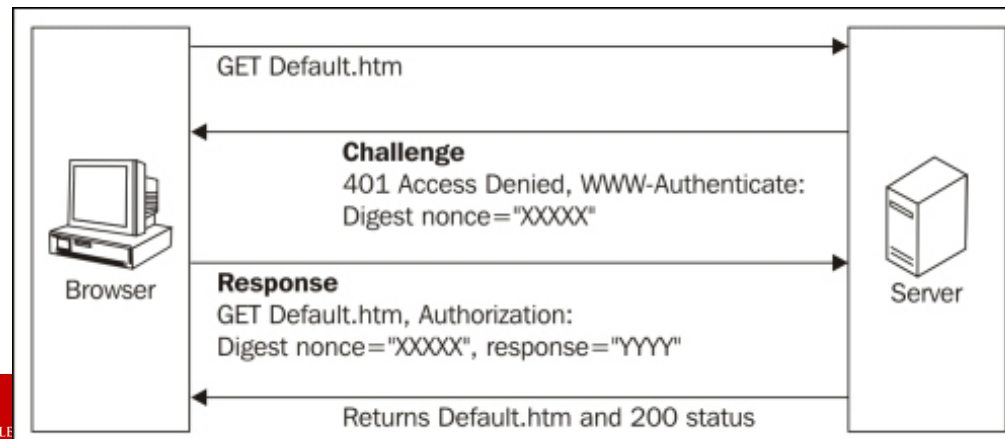 GET Default.htm
Challenge
401 Access Denied, WWW-Authenticate:
Digest nonce="XXXXX"
Browser
Server
Response
GET Default.htm, Authorization:
Digest nonce="XXXXX", response="YYYY"
Returns Default.htm and 200 status
LE